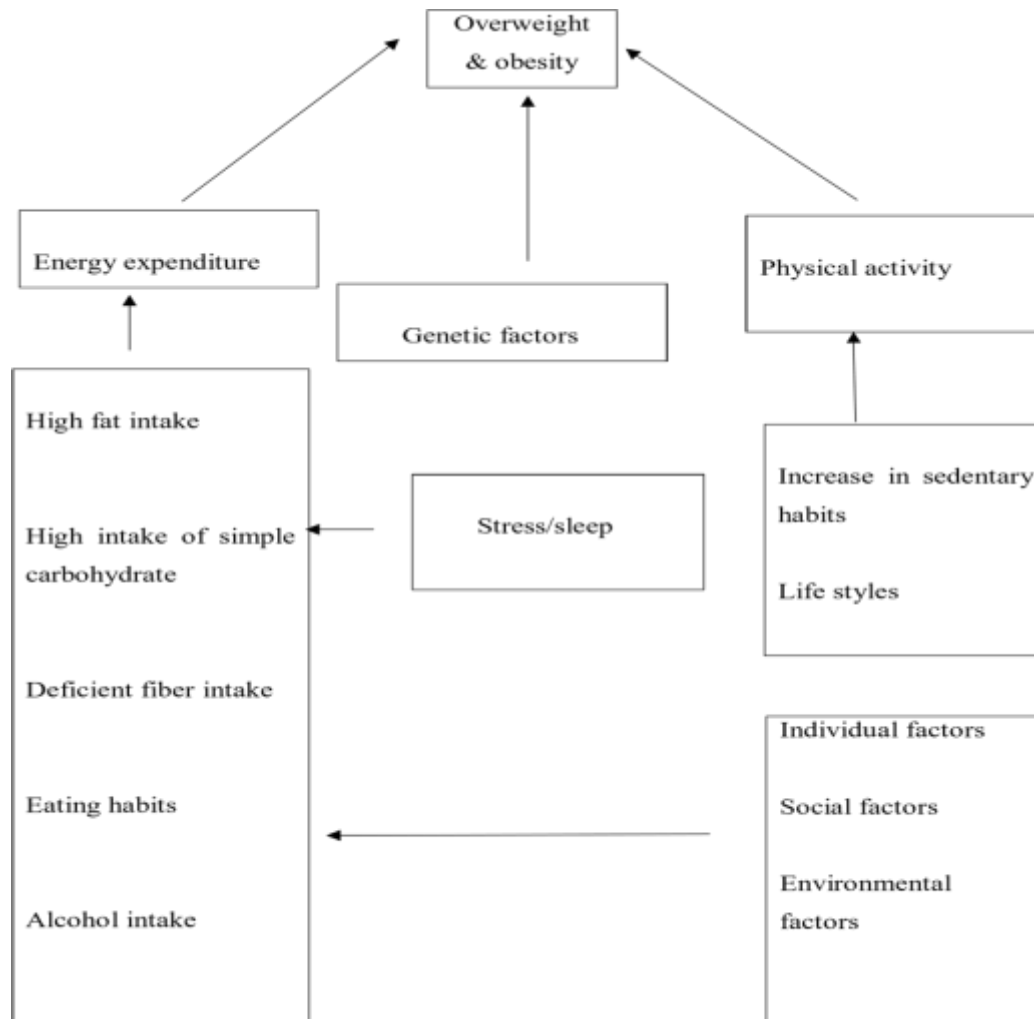 Overweight
& obesity
Energy expenditure
Physical activity
Genetic factors
High fat intake
High intake of simple
carbohydrate
Deficient fiber intake
Eating habits
Alcohol intake
Stress/sleep
Increase in sedentary
habits
Life styles
Individual factors
Social factors
Environmental
factors